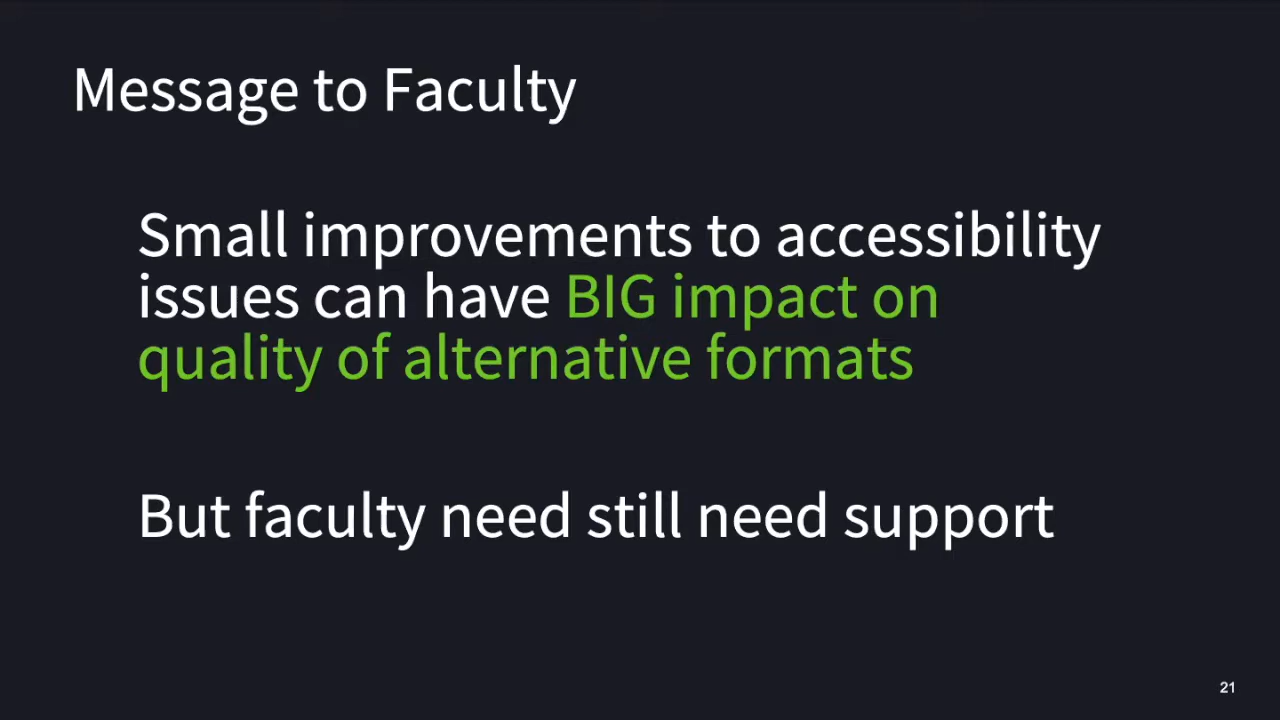 Message to Faculty
Small improvements to accessibility
issues can have BIG impact on
quality of alternative formats
But faculty need still need support
21